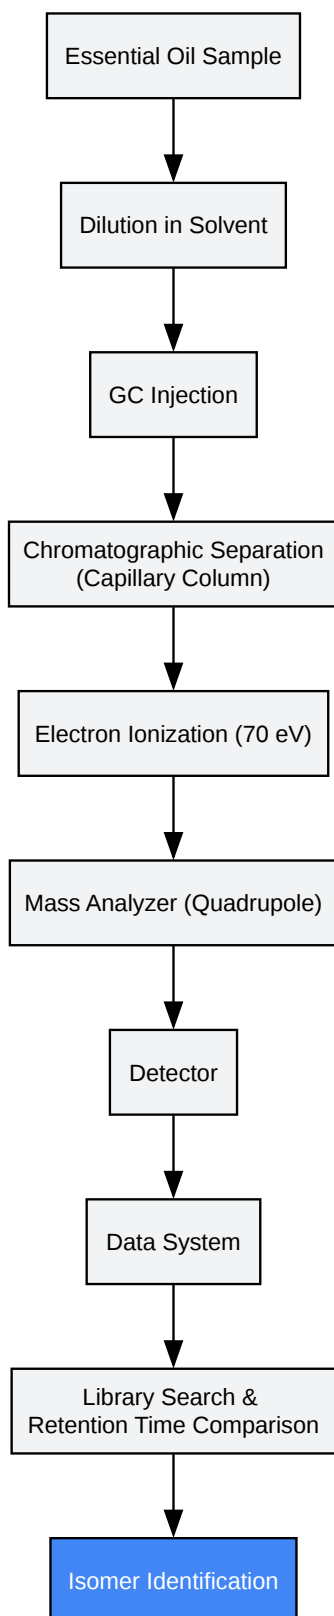 Essential Oil Sample
Dilution in Solvent
GC Injection
Chromatographic Separation
(Capillary Column)
Electron Ionization (70 eV)
Mass Analyzer (Quadrupole)
Detector
Data System
Library Search &
Retention Time Comparison
Isomer Identification